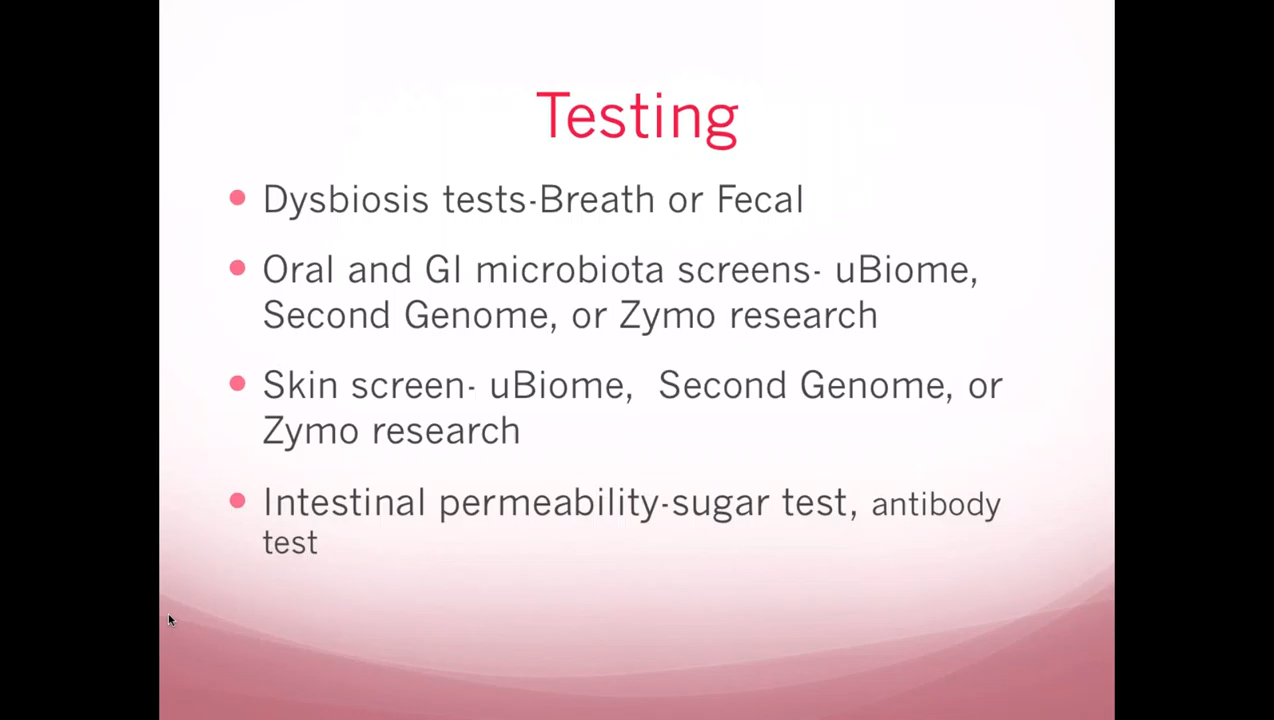 Testing
Dysbiosis tests-Breath or Fecal
Oral and GI microbiota screens- uBiome,
Second Genome, or Zymo research
Skin screen- uBiome,  Second Genome, or
Zymo research
Intestinal permeability-sugar test, antibody
test